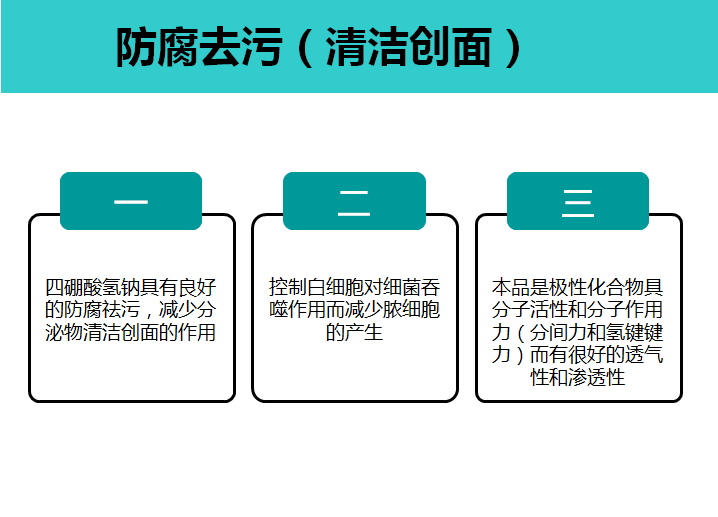 防腐去污（清洁创面）
一
四硼酸氢钠具有良好
的防腐祛污，减少分
泌物清洁创面的作用
二
控制白细胞对细菌吞
噬作用而减少脓细胞
的产生
三
本品是极性化合物具
分子活性和分子作用
力（分间力和氢键键
力）而有很好的透气
性和渗透性